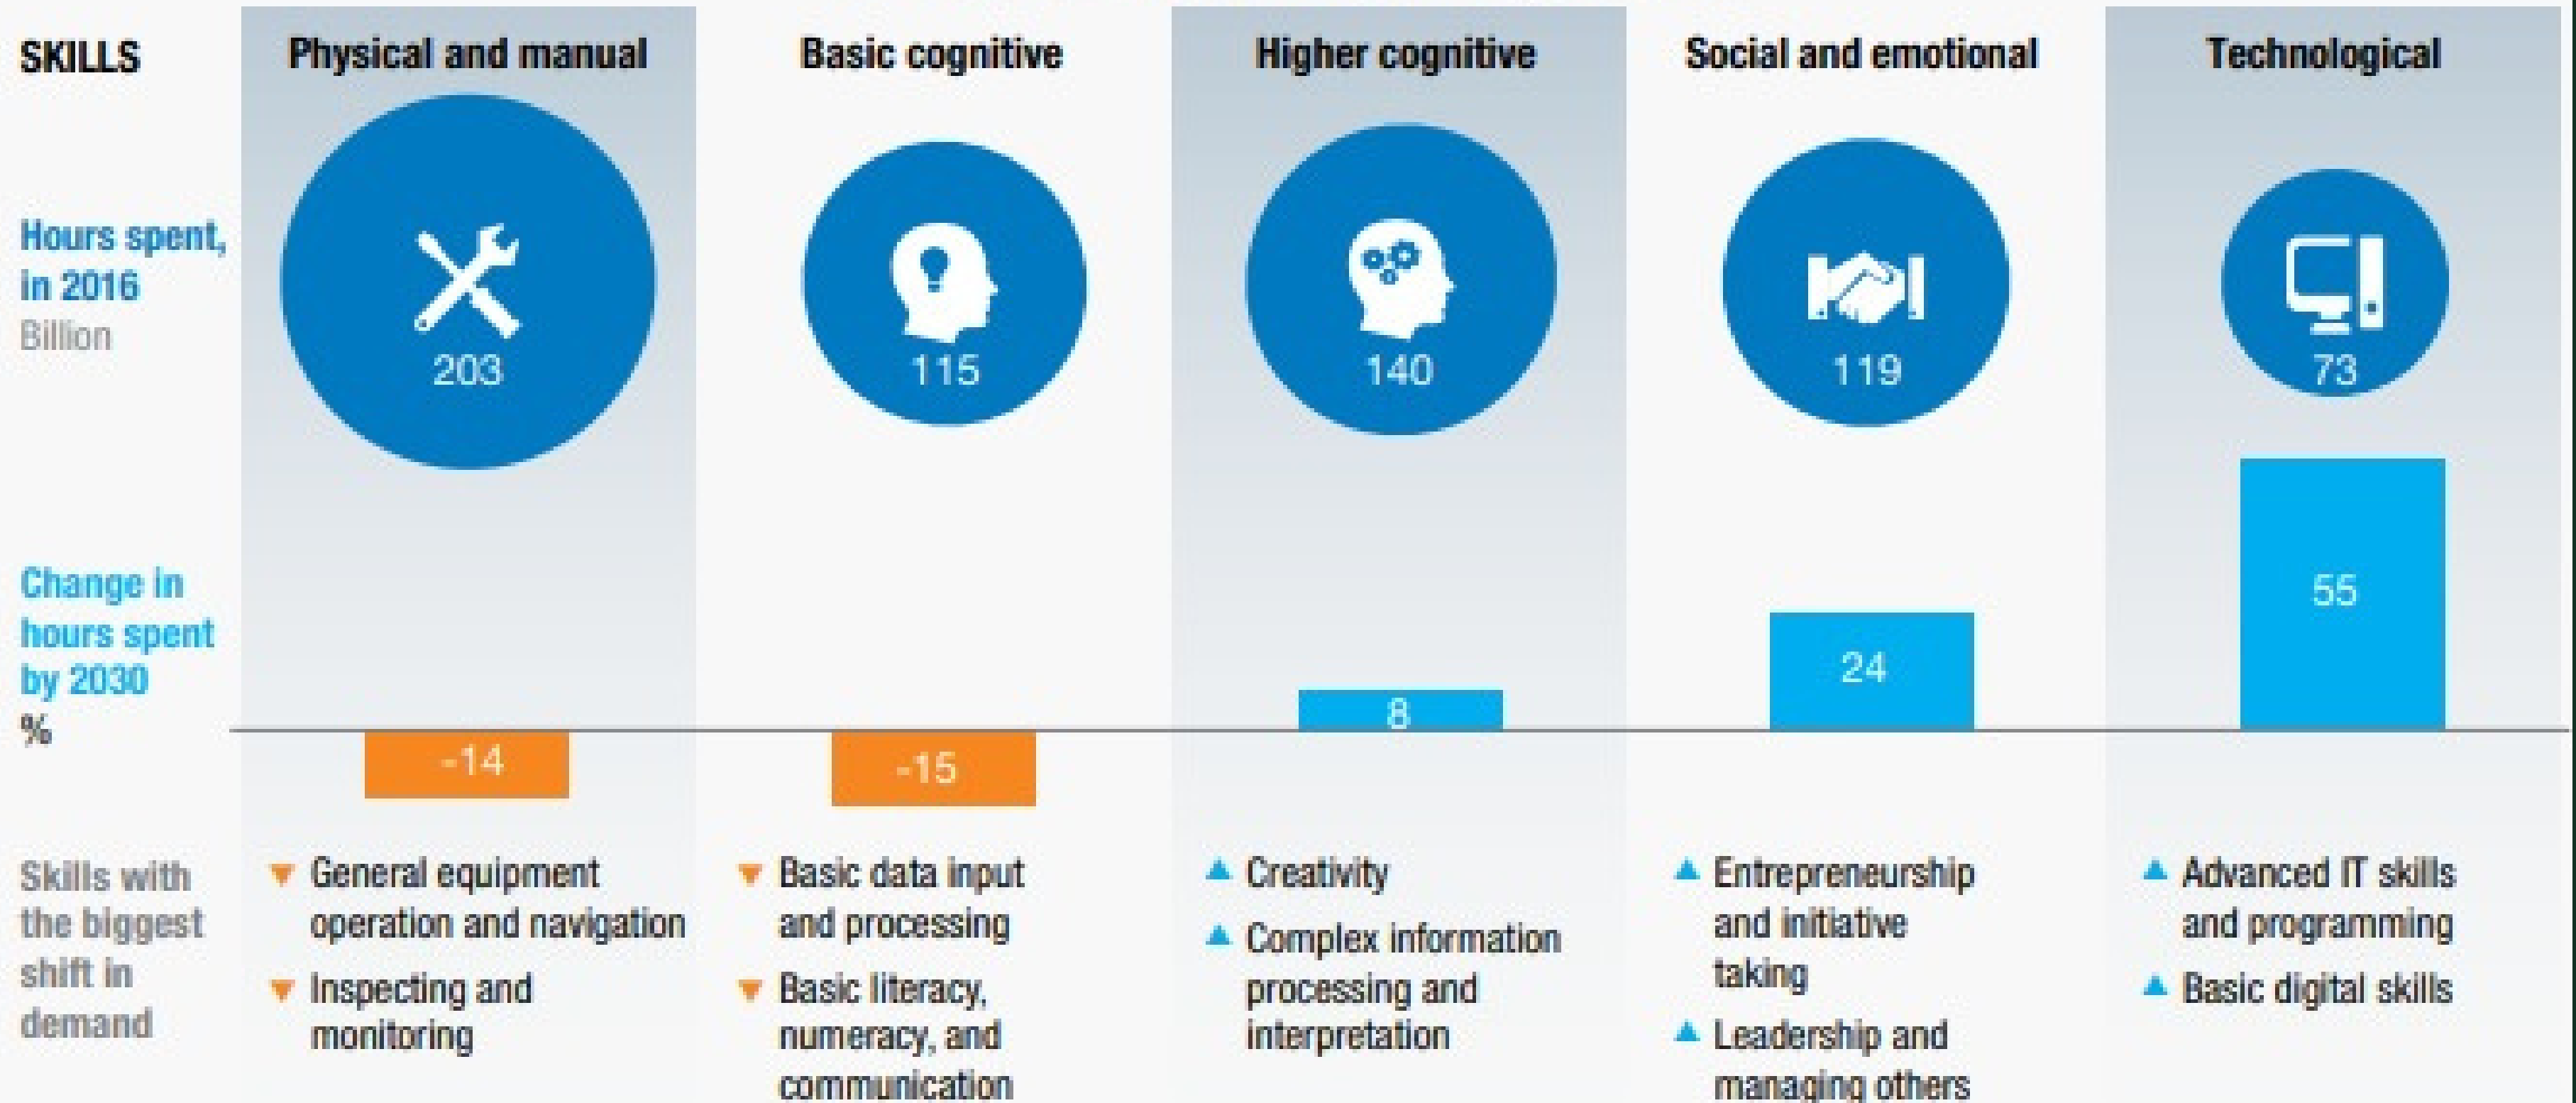 SKILLS
Physical and manual
Basic cognitive
Higher cognitive
Social and emotional
Technological
Hours spent,
in 2016
Billion
203
115
140
119
73
Change in
hours spent
by 2030
%
-14
-15
8
24
55
Skills with
the biggest
shift in
demand
General equipment
operation and navigation
Inspecting and
monitoring
Basic data input
and processing
Basic literacy,
numeracy, and
communication
Creativity
Complex information
processing and
interpretation
Entrepreneurship
and initiative
taking
Leadership and
managing others
Advanced IT skills
and programming
Basic digital skills